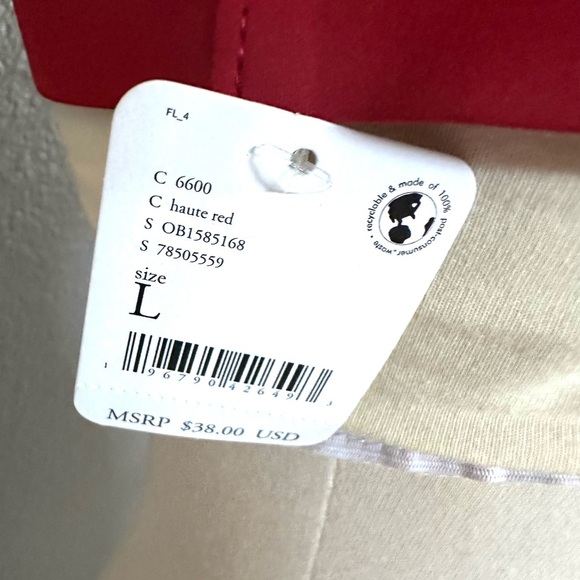 FL_4
C 6600
C haute red
S OB1585168
S 78505559
size
L
1 96790 42649 3
MSRP $38.00 USD
recyclable & made of 100% post-consumer waste •